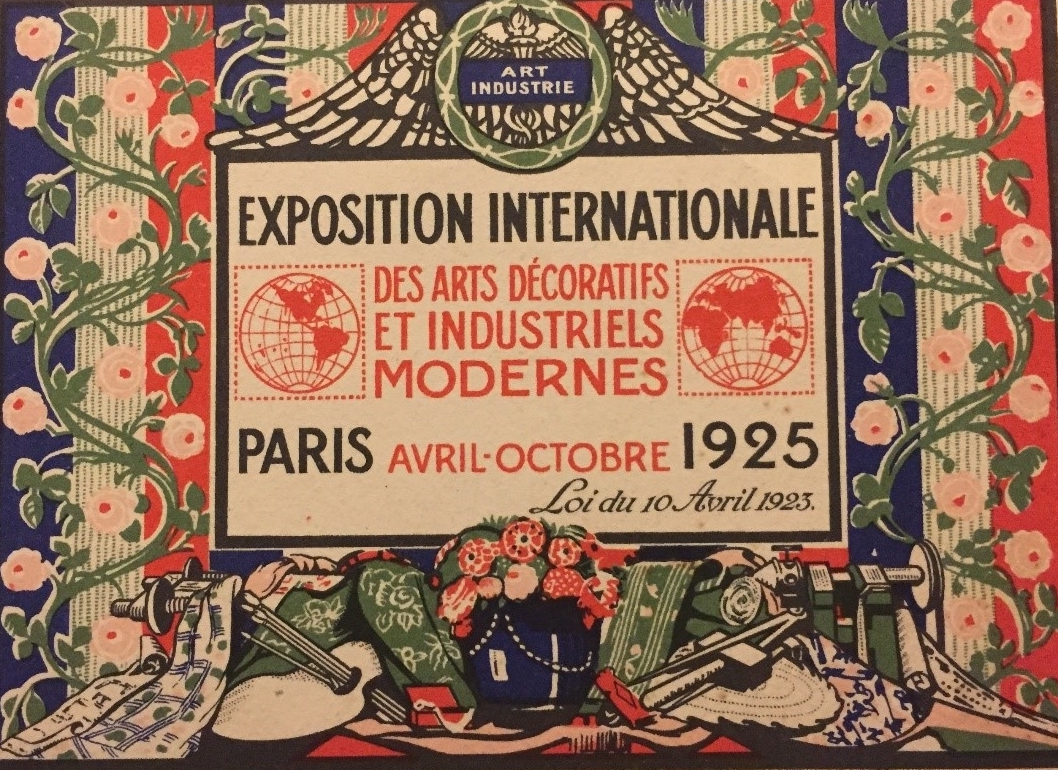 ART
INDUSTRIE
EXPOSITION INTERNATIONALE
DES ARTS DÉCORATIFS
ET INDUSTRIELS
MODERNES
PARIS AVRIL-OCTOBRE 1925
Loi du 10 Avril 1923.